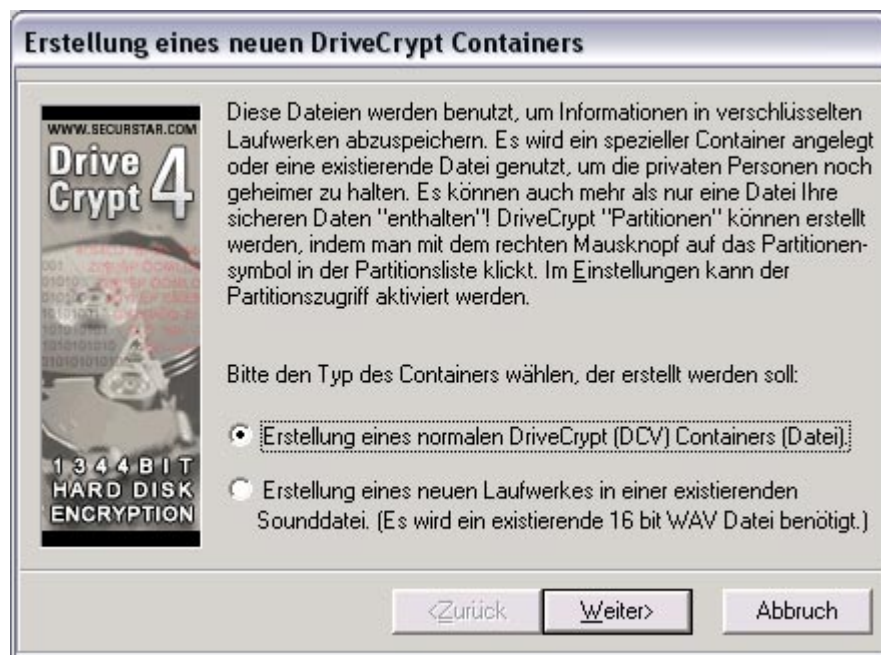 Erstellung eines neuen DriveCrypt Containers
WWW.SECURSTAR.COM
Drive
Crypt 4
1344BIT
HARD DISK
ENCRYPTION
Diese Dateien werden benutzt, um Informationen in verschlüsselten
Laufwerken abzuspeichern. Es wird ein spezieller Container angelegt
oder eine existierende Datei genutzt, um die privaten Personen noch
geheimer zu halten. Es können auch mehr als nur eine Datei Ihre
sicheren Daten "enthalten"! DriveCrypt "Partitionen" können erstellt
werden, indem man mit dem rechten Mausknopf auf das Partitionen-
symbol in der Partitionsliste klickt. Im Einstellungen kann der
Partitionszugriff aktiviert werden.
Bitte den Typ des Containers wählen, der erstellt werden soll:
Erstellung eines normalen DriveCrypt (DCV) Containers (Datei).
Erstellung eines neuen Laufwerkes in einer existierenden
Sounddatei. (Es wird ein existierende 16 bit WAV Datei benötigt.)
<Zurück
Weiter>
Abbruch